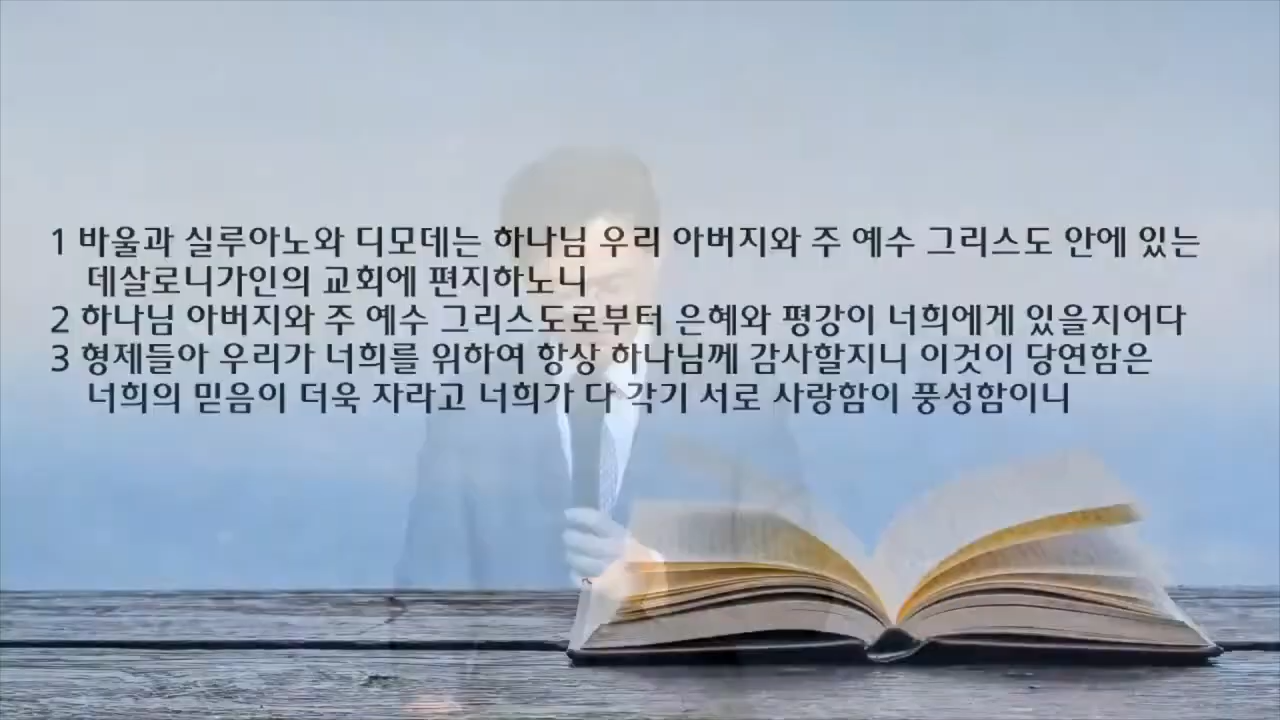 1 바울과 실루아노와 디모데는 하나님 우리 아버지와 주 예수 그리스도 안에 있는
데살로니가인의 교회에 편지하노니
2 하나님 아버지와 주 예수 그리스도로부터 은혜와 평강이 너희에게 있을지어다
3 형제들아 우리가 너희를 위하여 항상 하나님께 감사할지니 이것이 당연함은
너희의 믿음이 더욱 자라고 너희가 다 각기 서로 사랑함이 풍성함이니